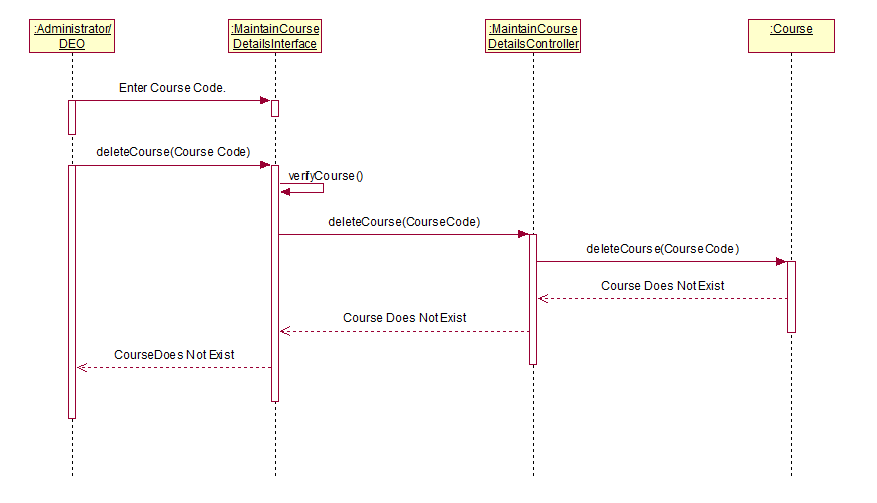 :Administrator/
DEO
:MaintainCourse
DetailsInterface
:MaintainCourse
DetailsController
:Course
Enter Course Code.
deleteCourse(Course Code)
verifyCourse()
deleteCourse(CourseCode)
deleteCourse(CourseCode)
Course Does Not Exist
Course Does Not Exist
CourseDoes Not Exist